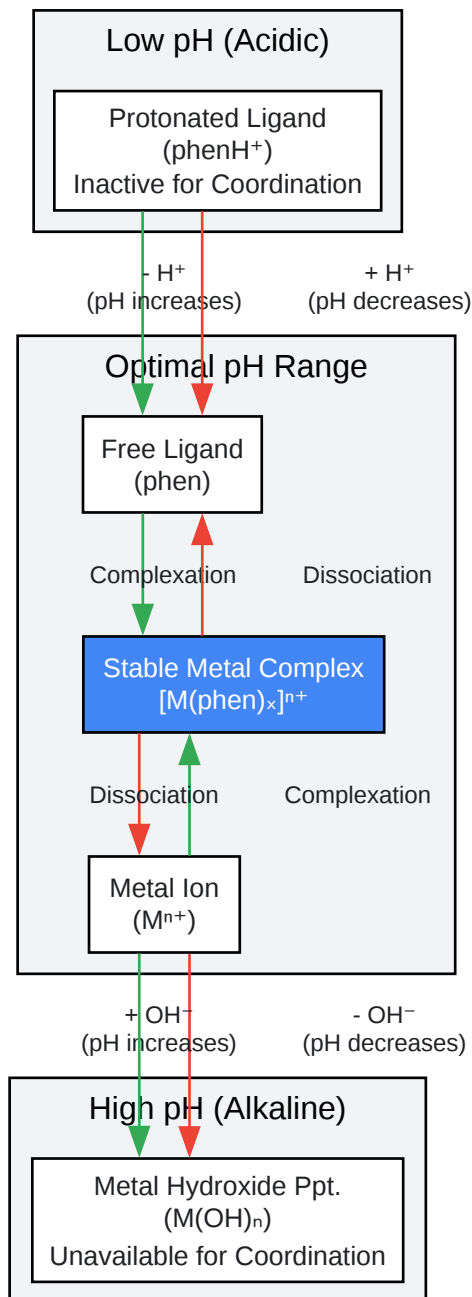 Low pH (Acidic)
Protonated Ligand
(phenH⁺)
Inactive for Coordination
- H⁺
(pH increases)
+ H⁺
(pH decreases)
Optimal pH Range
Free Ligand
(phen)
Complexation
Dissociation
Stable Metal Complex
[M(phen)ₓ]ⁿ⁺
Dissociation
Complexation
Metal Ion
(Mⁿ⁺)
+ OH⁻
(pH increases)
- OH⁻
(pH decreases)
High pH (Alkaline)
Metal Hydroxide Ppt.
(M(OH)ₙ)
Unavailable for Coordination